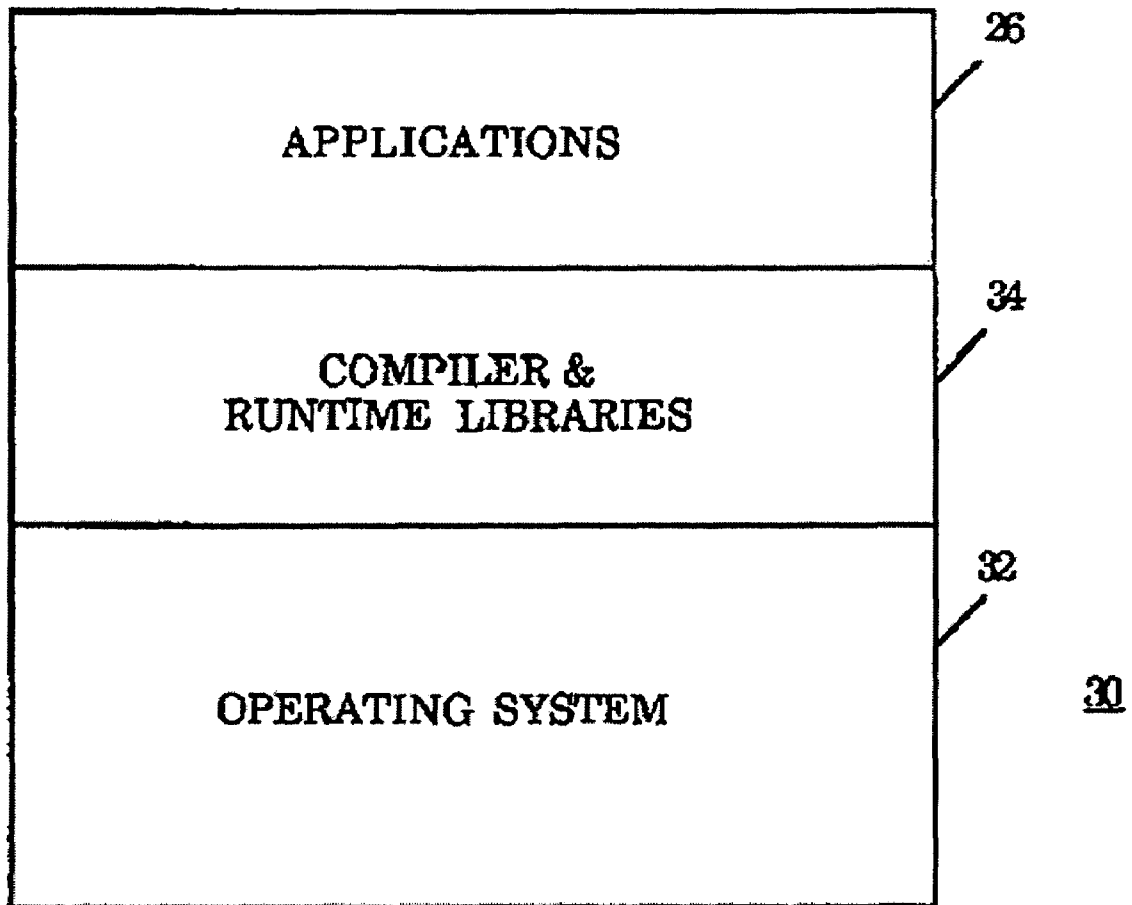 26
APPLICATIONS
34
COMPILER &
RUNTIME LIBRARIES
32
OPERATING SYSTEM
30